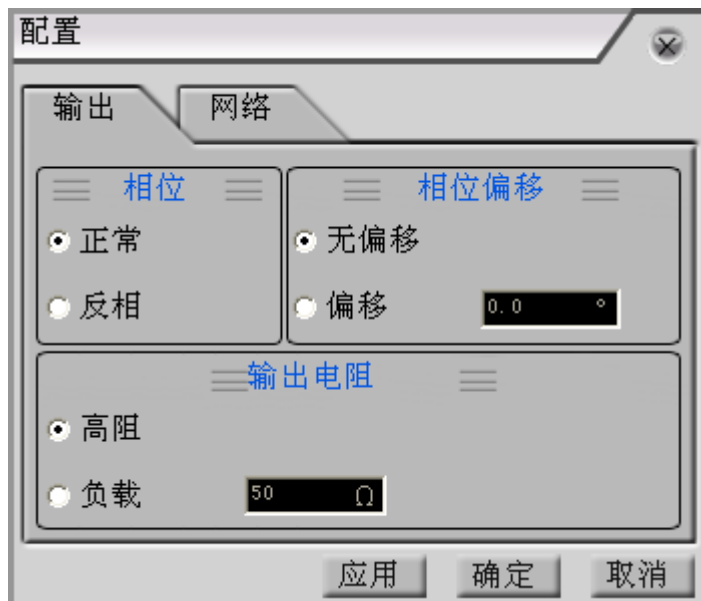 配置
输出 网络
相位 相位偏移
正常 无偏移
反相 偏移 0.0 °
输出电阻
高阻
负载 50 Ω
应用 确定 取消